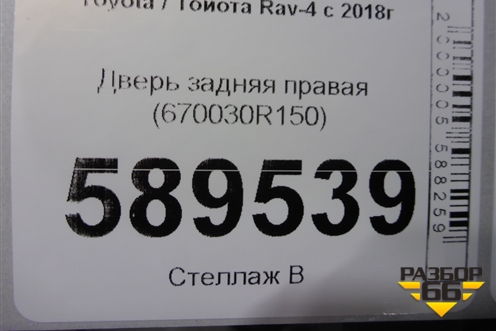 Toyota / Тойота Rav-4 с 2018г
Дверь задняя правая
(670030R150)
589539
Стеллаж В
2000005588259
РАЗБОР
66